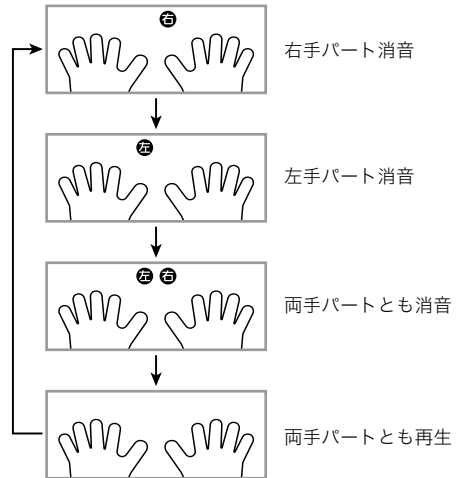 右
右手パート消音
左
左手パート消音
左 右
両手パートとも消音
両手パートとも再生